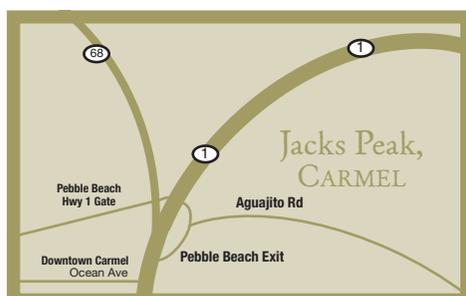 68
1
1
Jacks Peak,
CARMEL
Pebble Beach
Hwy 1 Gate
Aguajito Rd
Pebble Beach Exit
Downtown Carmel
Ocean Ave